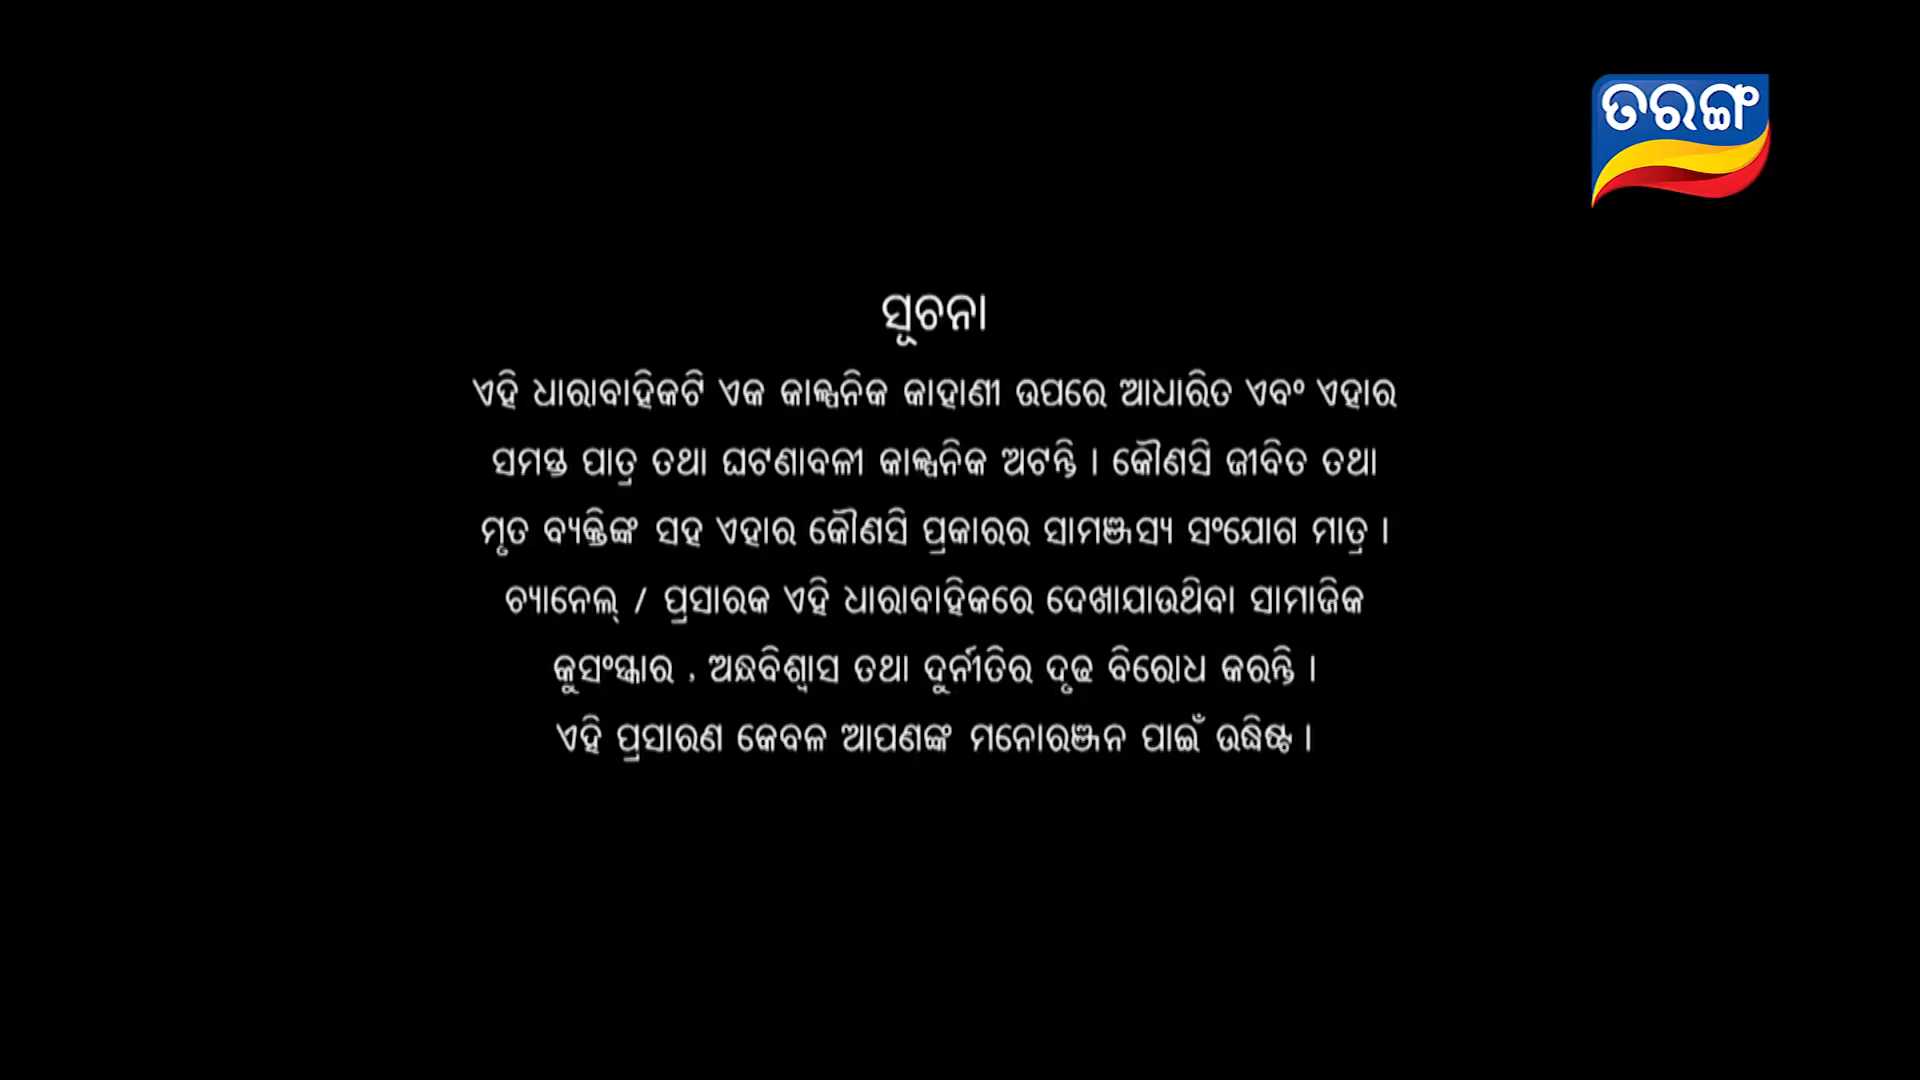 ତରଙ୍ଗ
ସୂଚନା
ଏହି ଧାରାବାହିକଟି ଏକ କାଳ୍ପନିକ କାହାଣୀ ଉପରେ ଆଧାରିତ ଏବଂ ଏହାର
ସମସ୍ତ ପାତ୍ର ତଥା ଘଟଣାବଳୀ କାଳ୍ପନିକ ଅଟନ୍ତି । କୌଣସି ଜୀବିତ ତଥା
ମୃତ ବ୍ୟକ୍ତିଙ୍କ ସହ ଏହାର କୌଣସି ପ୍ରକାରର ସାମଞ୍ଜସ୍ୟ ସଂଯୋଗ ମାତ୍ର ।
ଚ୍ୟାନେଲ୍ / ପ୍ରସାରକ ଏହି ଧାରାବାହିକରେ ଦେଖାଯାଉଥିବା ସାମାଜିକ
କୁସଂସ୍କାର , ଅନ୍ଧବିଶ୍ୱାସ ତଥା ଦୁର୍ନୀତିର ଦୃଢ ବିରୋଧ କରନ୍ତି ।
ଏହି ପ୍ରସାରଣ କେବଳ ଆପଣଙ୍କ ମନୋରଞ୍ଜନ ପାଇଁ ଉଦ୍ଧିଷ୍ଟ ।